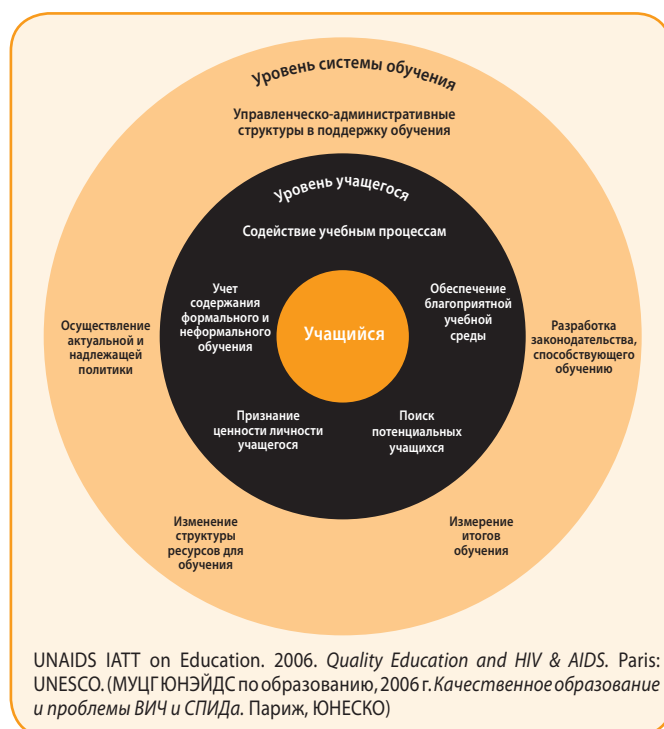 Уровень системы обучения
Управленческо-административные
структуры в поддержку обучения
Уровень учащегося
Содействие учебным процессам
Учет
содержания
формального и
неформального
обучения
Обеспечение
благоприятной
учебной
среды
Осуществление
актуальной и
надлежащей
политики
Учащийся
Разработка
законодательства,
способствующего
обучению
Признание
ценности личности
учащегося
Поиск
потенциальных
учащихся
Изменение
структуры
ресурсов для
обучения
Измерение
итогов
обучения
UNAIDS IATT on Education. 2006. Quality Education and HIV & AIDS. Paris:
UNESCO. (МУЦГ ЮНЭЙДС по образованию, 2006 г. Качественное образование
и проблемы ВИЧ и СПИДа. Париж, ЮНЕСКО)